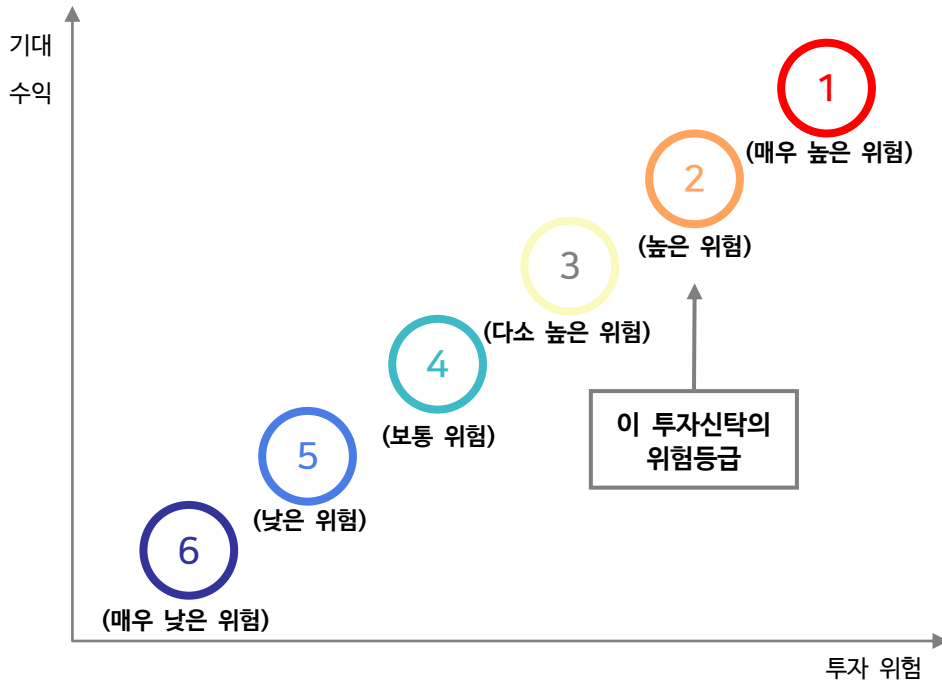 기대
수익
1
(매우 높은 위험)
2
(높은 위험)
3
(다소 높은 위험)
4
(보통 위험)
이 투자신탁의
위험등급
5
(낮은 위험)
6
(매우 낮은 위험)
투자 위험